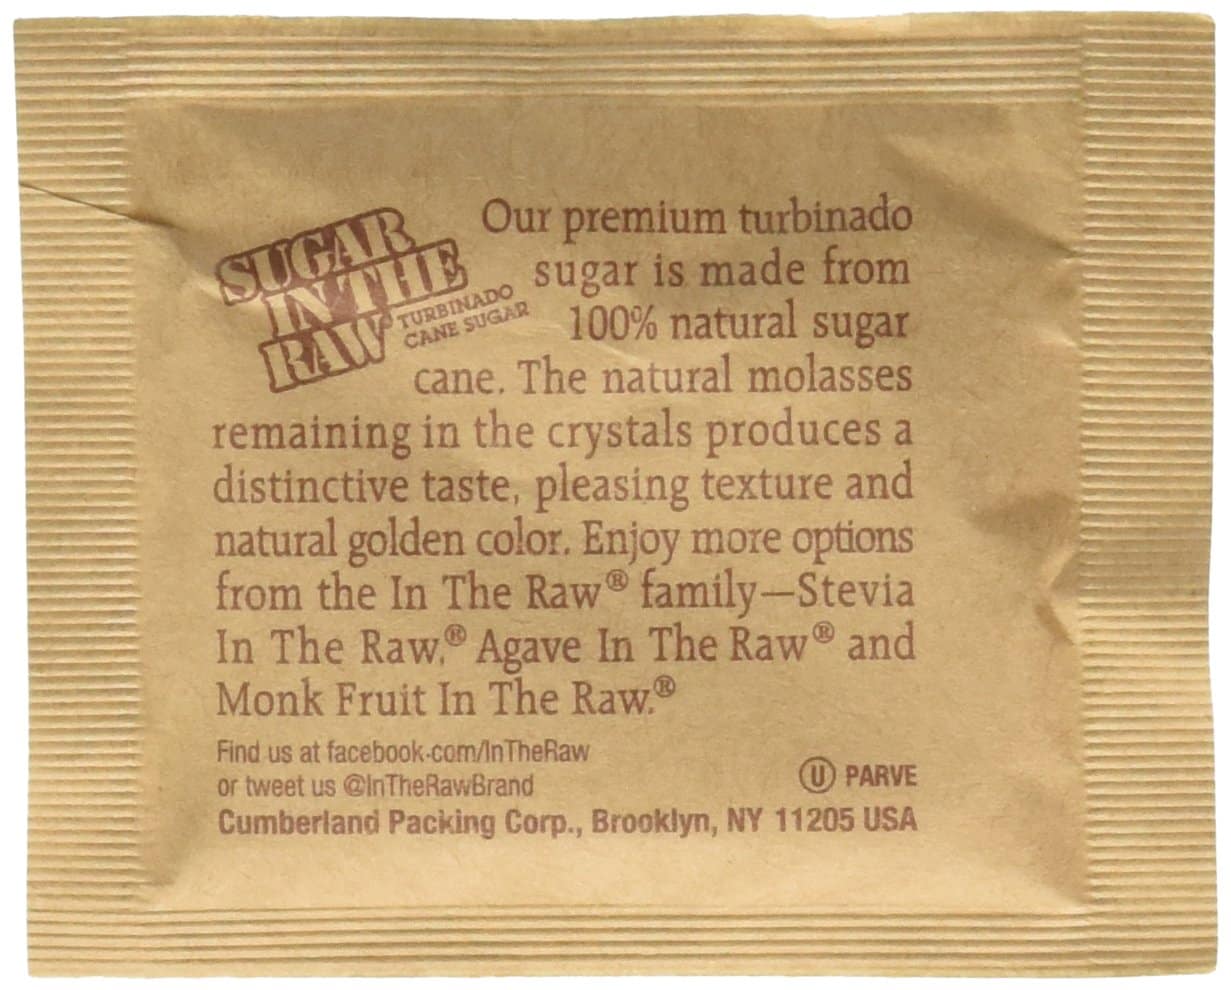 SUGAR
IN THE
RAW
TURBINADO
CANE SUGAR
Our premium turbinado
sugar is made from
100% natural sugar
cane. The natural molasses
remaining in the crystals produces a
distinctive taste, pleasing texture and
natural golden color. Enjoy more options
from the In The Raw® family—Stevia
In The Raw,® Agave In The Raw® and
Monk Fruit In The Raw.®
Find us at facebook.com/InTheRaw
or tweet us @InTheRawBrand
U PARVE
Cumberland Packing Corp., Brooklyn, NY 11205 USA